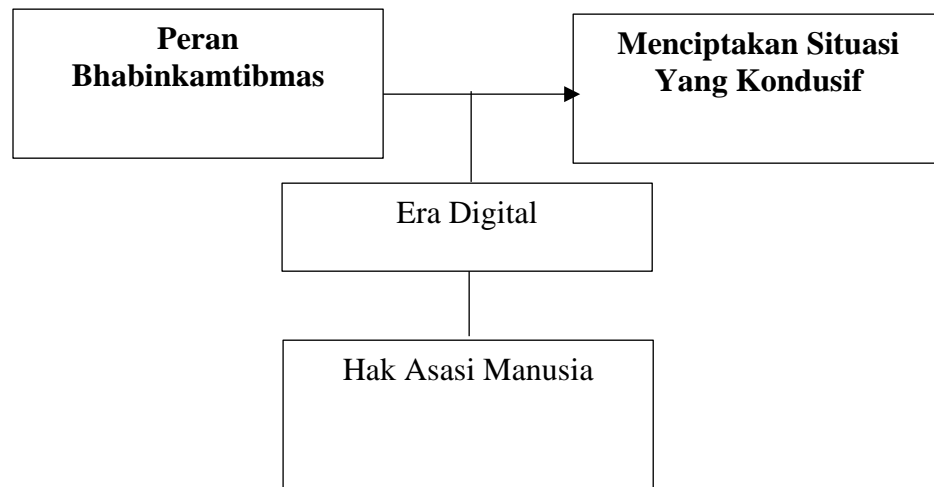 Peran
Bhabinkamtibmas
Menciptakan Situasi
Yang Kondusif
Era Digital
Hak Asasi Manusia